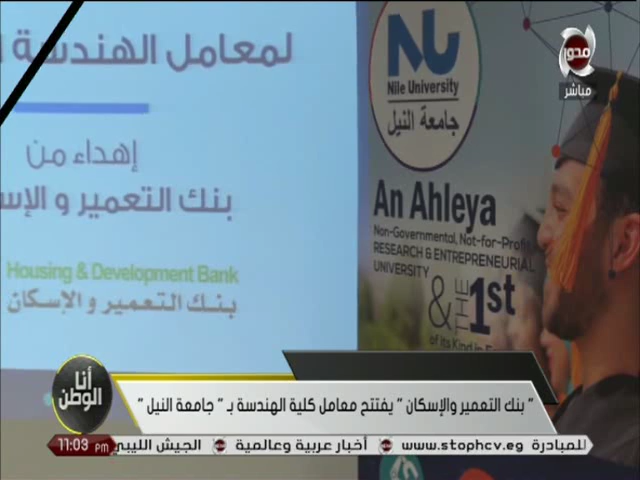 لمعامل الهندسة
إهداء من
بنك التعمير و الإس
Housing & Development Bank
بنك التعمير و الإسكان
NU
Nile University
جامعة النيل
An Ahleya
Non-Governmental, Not-for-Profit
RESEARCH & ENTREPRENEURIAL
UNIVERSITY
& THE 1st
of its Kind in E
محور
مباشر
أنا
الوطن
" بنك التعمير والإسكان " يفتتح معامل كلية الهندسة بـ " جامعة النيل "
11:03 PM
للمبادرة www.stophcv.eg أخبار عربية وعالمية الجيش الليبي